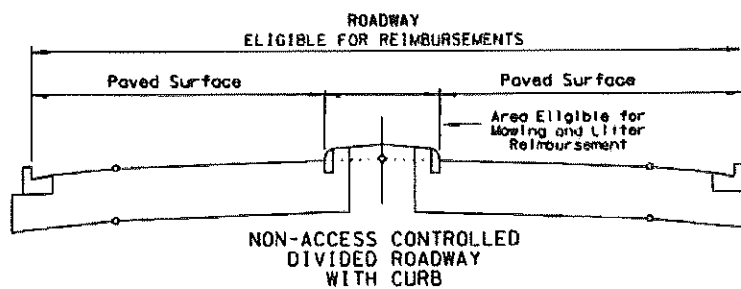 ROADWAY
ELIGIBLE FOR REIMBURSEMENTS
Paved Surface
Paved Surface
Area Eligible for
Mowing and Litter
Reimbursement
NON-ACCESS CONTROLLED
DIVIDED ROADWAY
WITH CURB